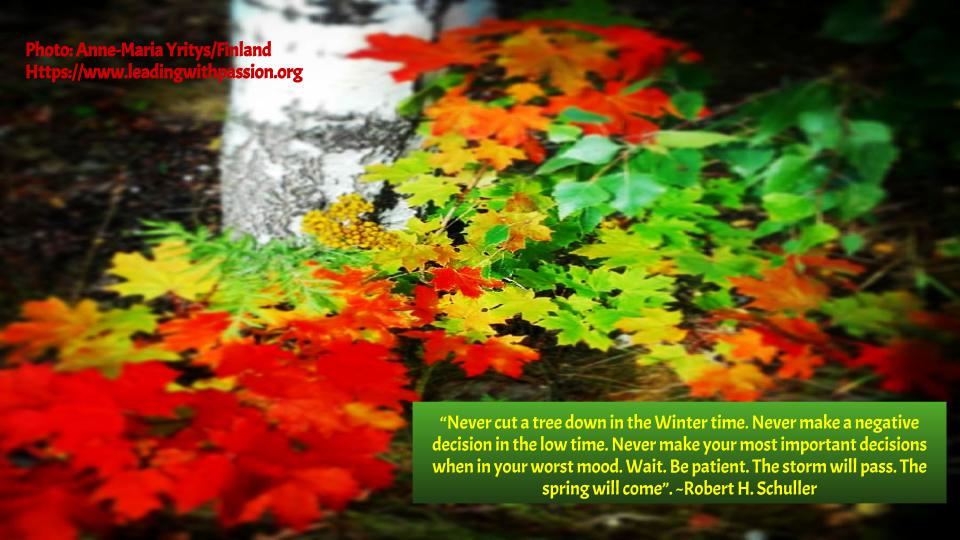 Photo: Anne-Maria Yritys/Finland
Https://www.leadingwithpassion.org
“Never cut a tree down in the Winter time. Never make a negative
decision in the low time. Never make your most important decisions
when in your worst mood. Wait. Be patient. The storm will pass. The
spring will come”. ~Robert H. Schuller